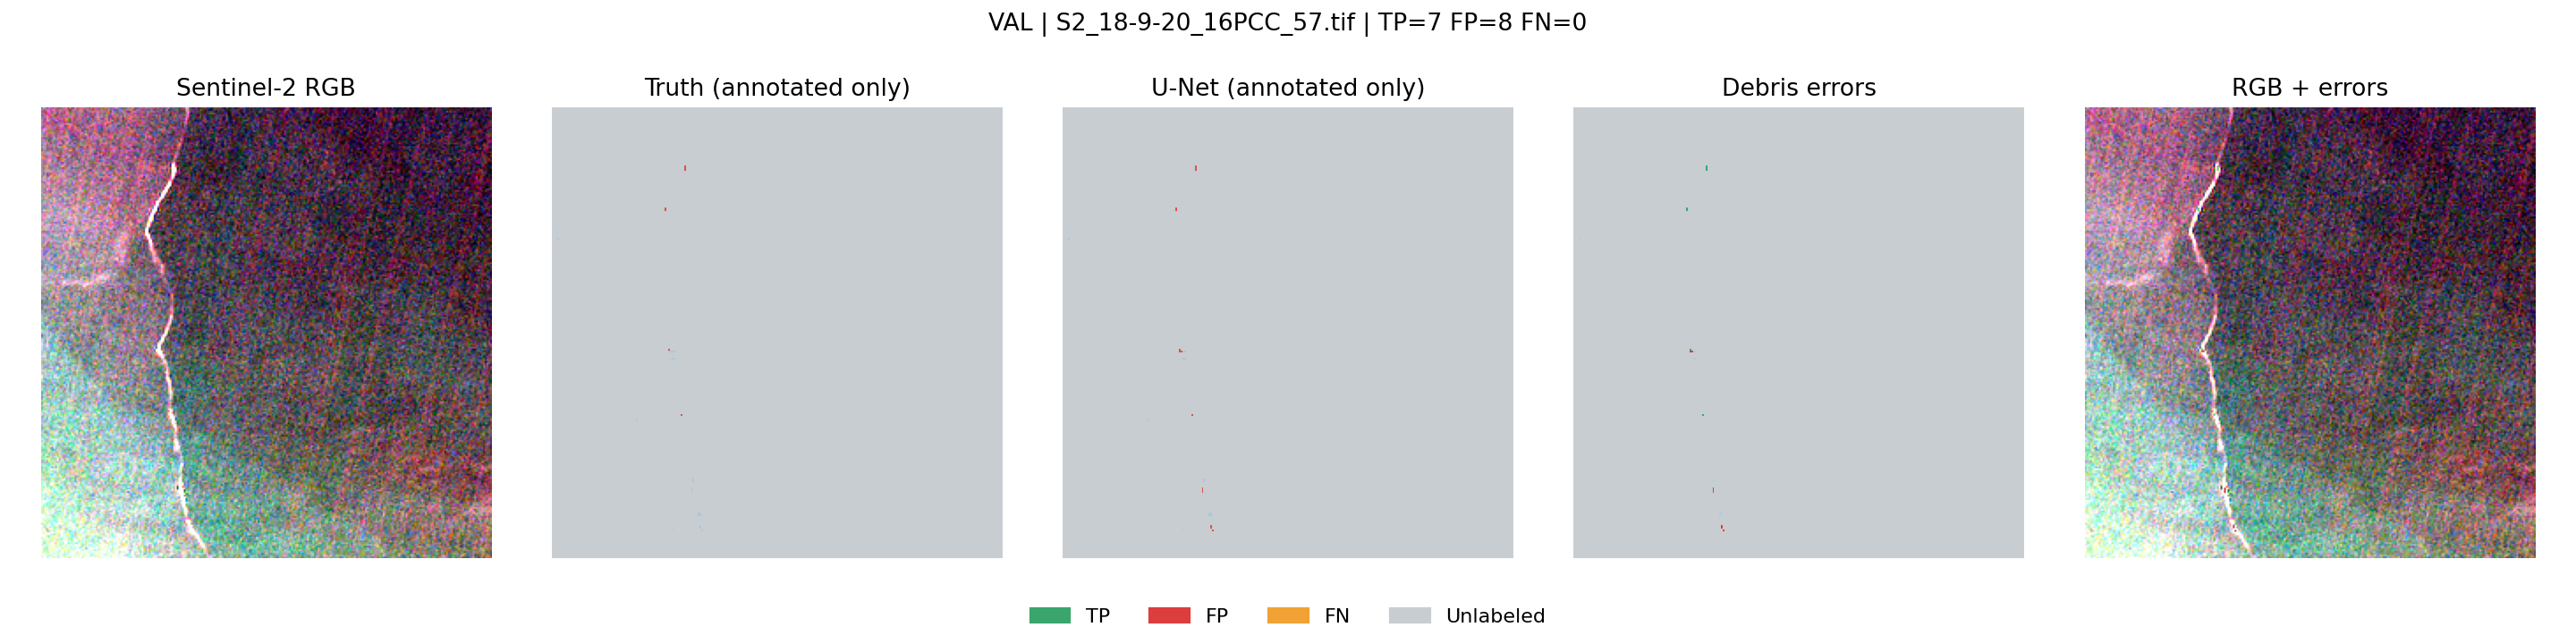 VAL | S2_18-9-20_16PCC_57.tif | TP=7 FP=8 FN=0
Sentinel-2 RGB
Truth (annotated only)
U-Net (annotated only)
Debris errors
RGB + errors
TP
FP
FN
Unlabeled